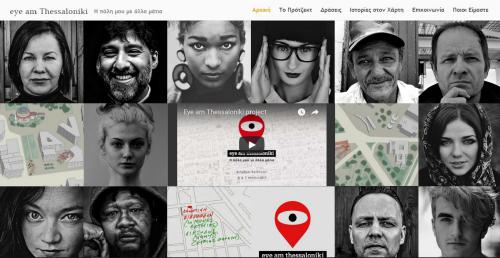 eye am Thessaloniki Η πόλη μου με άλλα μάτια
Αρχική Το Πρότζεκτ Δράσεις Ιστορίες στον Χάρτη Επικοινωνία Ποιοι Είμαστε
Eye am Thessaloniki project
eye am thessaloniki
Η πόλη μου με άλλα μάτια
eye am thessaloniki